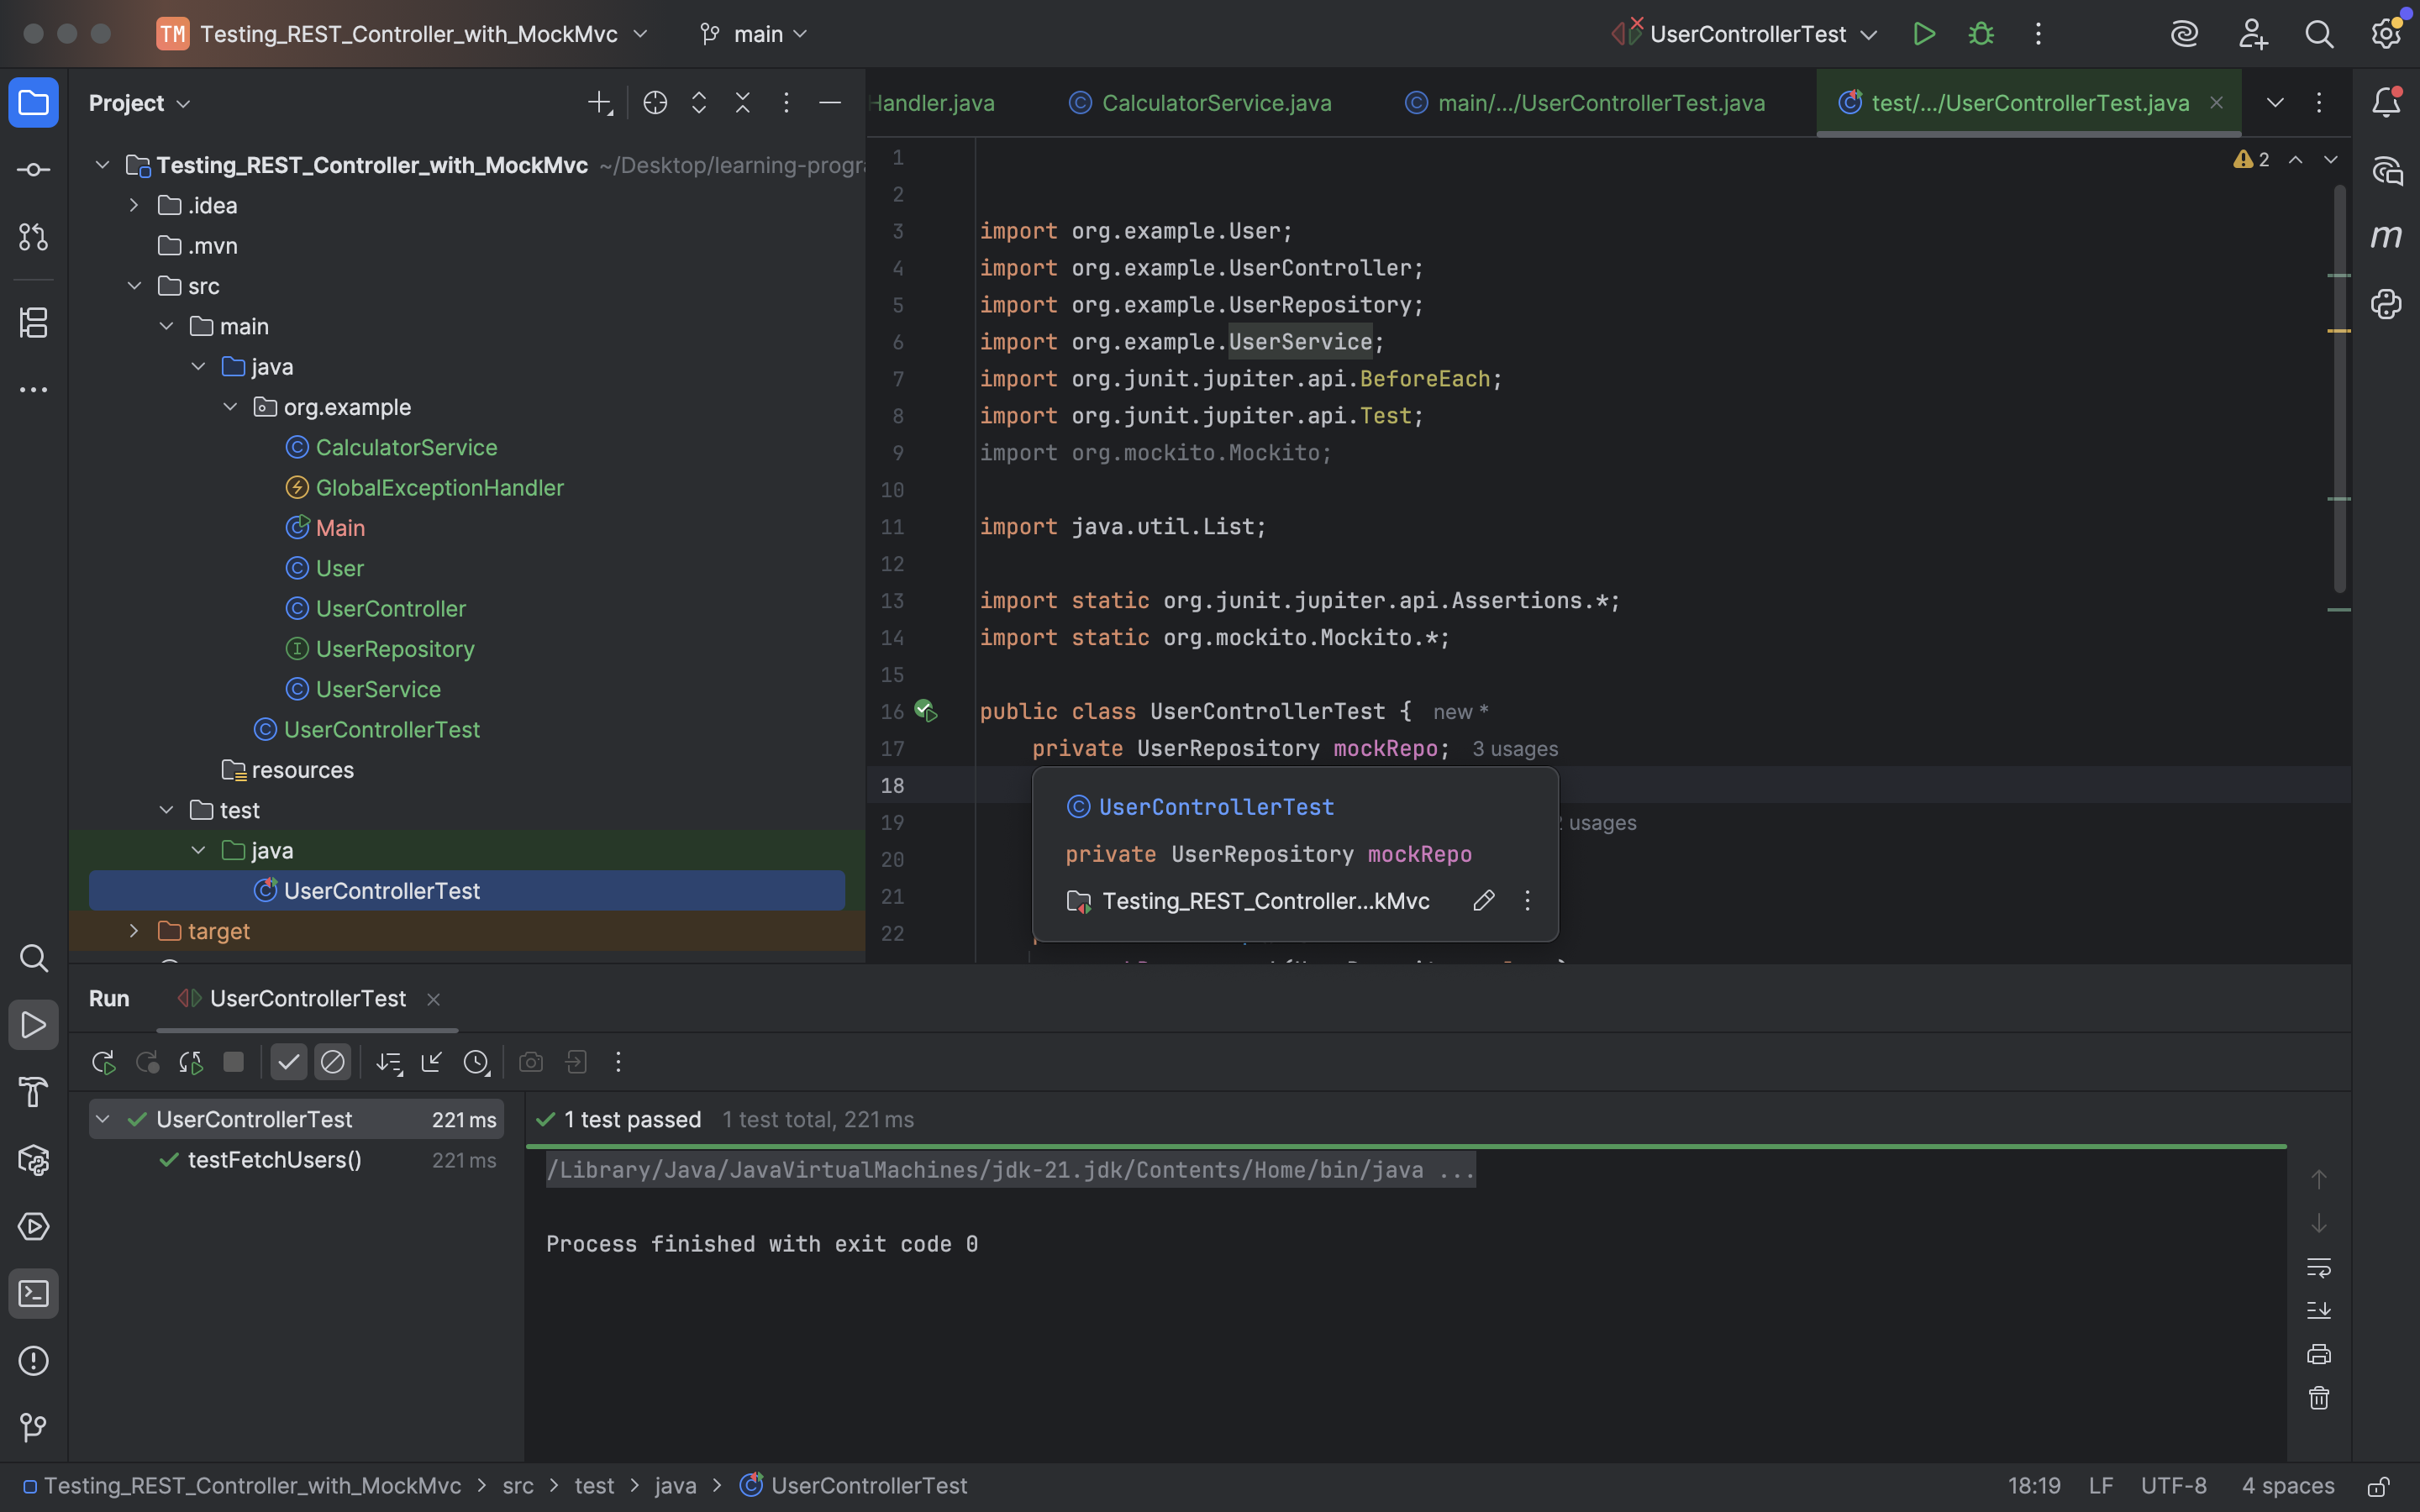 TM Testing_REST_Controller_with_MockMvc main UserControllerTest
Project
Testing_REST_Controller_with_MockMvc ~/Desktop/learning-progra
.idea
.mvn
src
main
java
org.example
CalculatorService
GlobalExceptionHandler
Main
User
UserController
UserRepository
UserService
UserControllerTest
resources
test
java
UserControllerTest
target
Handler.java CalculatorService.java main/.../UserControllerTest.java test/.../UserControllerTest.java
2
1
2
3 import org.example.User;
4 import org.example.UserController;
5 import org.example.UserRepository;
6 import org.example.UserService;
7 import org.junit.jupiter.api.BeforeEach;
8 import org.junit.jupiter.api.Test;
9 import org.mockito.Mockito;
10
11 import java.util.List;
12
13 import static org.junit.jupiter.api.Assertions.*;
14 import static org.mockito.Mockito.*;
15
16 public class UserControllerTest { new *
17 private UserRepository mockRepo; 3 usages
18
19 usages
20
21
22
UserControllerTest
private UserRepository mockRepo
Testing_REST_Controller...kMvc
Run UserControllerTest
UserControllerTest 221 ms
testFetchUsers() 221 ms
1 test passed 1 test total, 221 ms
/Library/Java/JavaVirtualMachines/jdk-21.jdk/Contents/Home/bin/java ...
Process finished with exit code 0
Testing_REST_Controller_with_MockMvc > src > test > java > UserControllerTest
18:19 LF UTF-8 4 spaces